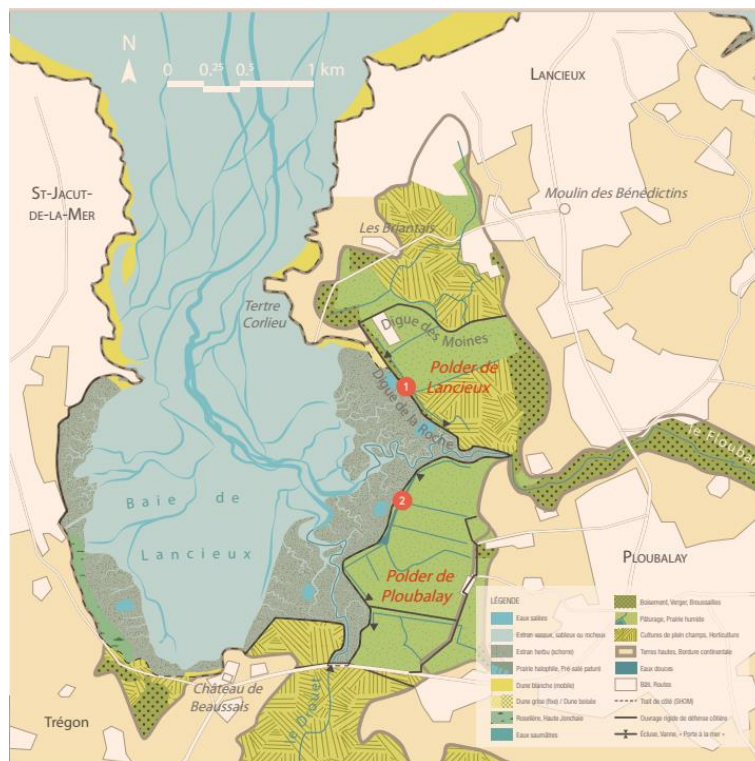 N
0 0,25 0,5 1 km
LANCIEUX
ST-JACUT-
DE-LA-MER
Moulin des Bénédictins
Les Briantais
Tertre
Corlieu
Digue des Moines
Polder de
Lancieux
1
Digue de la Roche
2
Baie de
Lancieux
PLOUBALAY
Polder de
Ploubalay
Château de
Beaussais
Trégon
le Drouet
LÉGENDE
Eaux salées
Estran vaseux, sableux ou rocheux
Estran herbu (schorre)
Prairie halophile, Pré-salé pâturé
Dune blanche (mobile)
Dune grise (fixe) / Dune boisée
Roselière, Haute Jonchaie
Eaux saumâtres
Boisement, Verger, Broussailles
Pâturage, Prairie humide
Cultures de plein champs, Horticulture
Terres hautes, Bordure continentale
Eaux douces
Bâti, Routes
Trait de côte (SHOM)
Ouvrage rigide de défense côtière
Écluse, Vanne, « Porte à la mer »